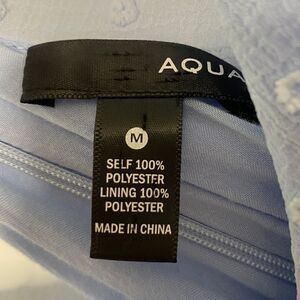 AQUA
M
SELF 100%
POLYESTER
LINING 100%
POLYESTER
MADE IN CHINA